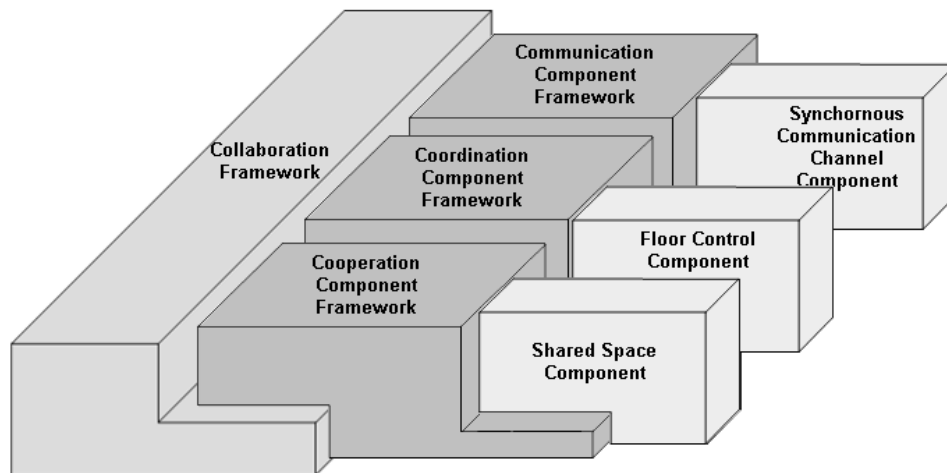 Communication
Component
Framework
Synchornous
Communication
Channel
Component
Collaboration
Framework
Coordination
Component
Framework
Floor Control
Component
Cooperation
Component
Framework
Shared Space
Component